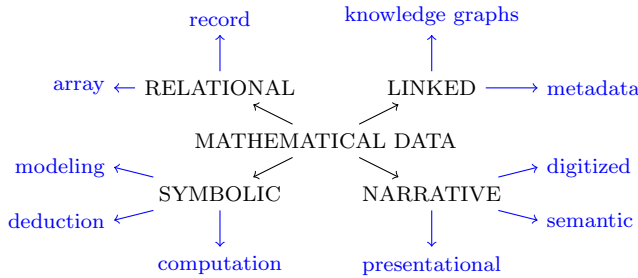 record
knowledge graphs
array
RELATIONAL
LINKED
metadata
MATHEMATICAL DATA
modeling
digitized
SYMBOLIC
NARRATIVE
deduction
semantic
computation
presentational